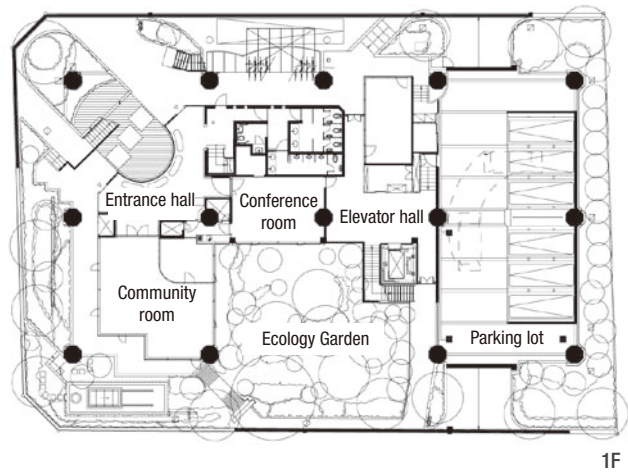 Entrance hall
Conference
room
Elevator hall
Community
room
Ecology Garden
Parking lot
1F